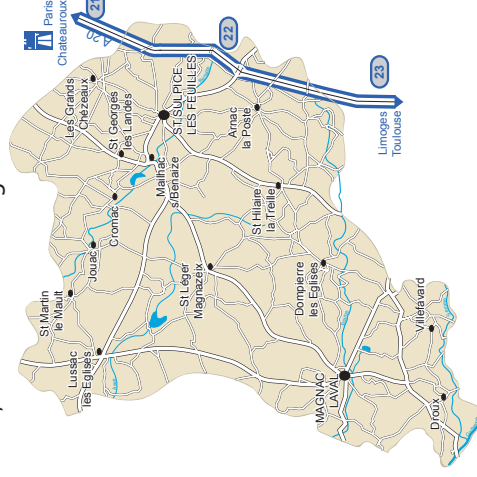 21
Paris
Chateauroux
A 20
22
23
Limoges
Toulouse
Les Grands
Chézeaux
St Georges
les Landes
ST SULPICE
LES FEUILLES
Mailhac
s/Benaize
Arnac
la Poste
Cromac
Jouac
St Martin
le Mault
Lussac
les Eglises
St Léger
Magnazeix
St Hilaire
la Treille
Dompierre
les Eglises
MAGNAC
LAVAL
Villefavard
Droux